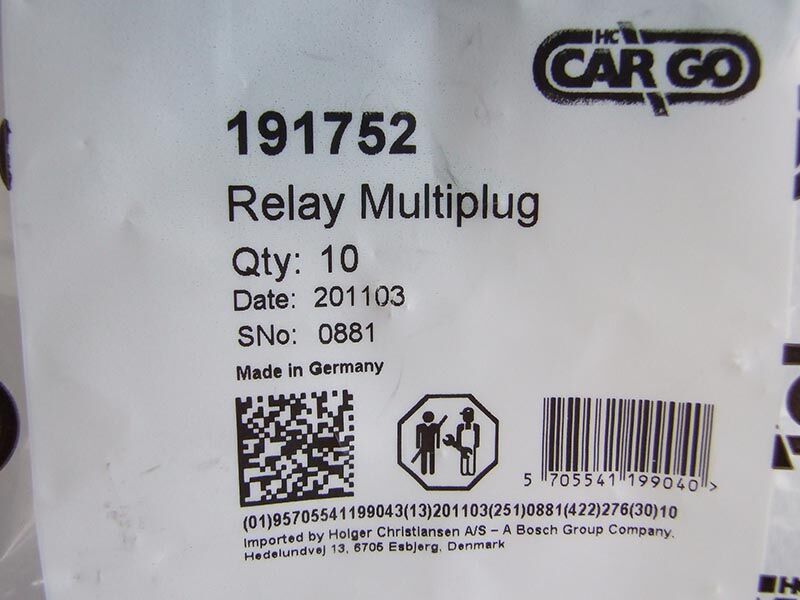 HC
CARGO
191752
Relay Multiplug
Qty: 10
Date: 201103
SNo: 0881
Made in Germany
5 705541 199040 >
(01)95705541199043(13)201103(251)0881(422)276(30)10
Imported by Holger Christiansen A/S – A Bosch Group Company,
Hedelundvej 13, 6705 Esbjerg, Denmark